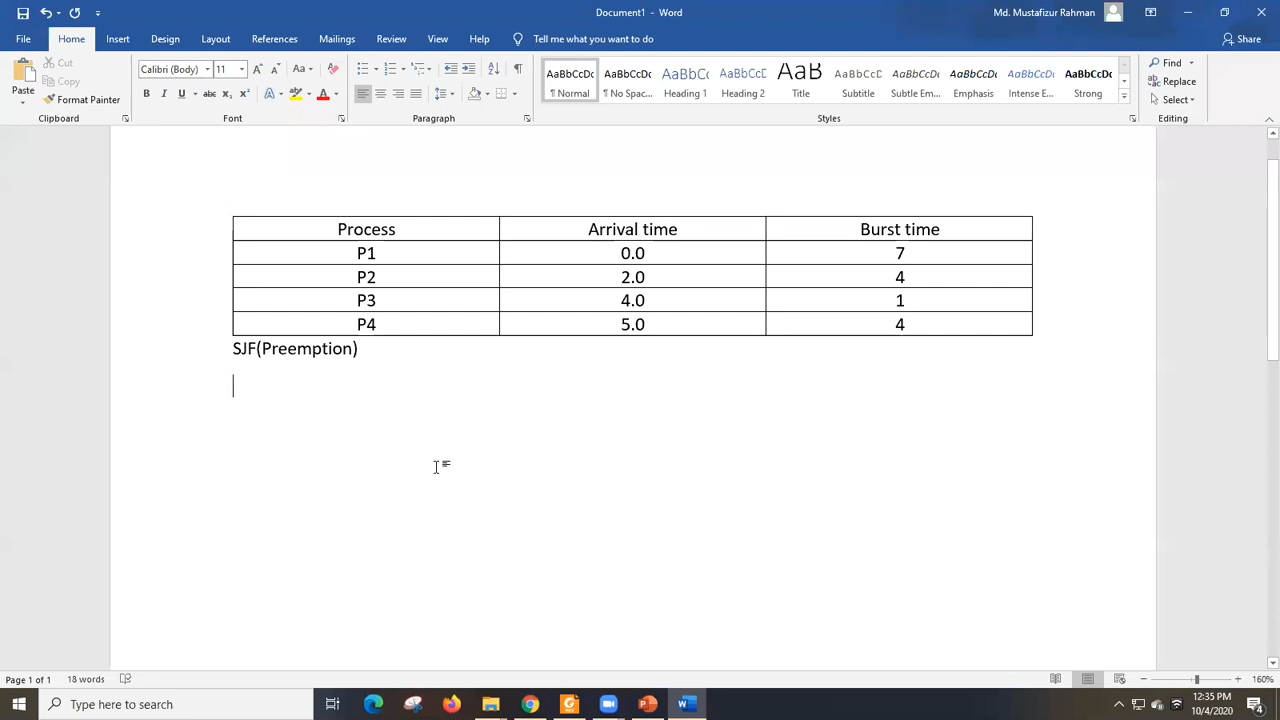 Document1 - Word
Md. Mustafizur Rahman
File Home Insert Design Layout References Mailings Review View Help Tell me what you want to do Share
Paste
Cut
Copy
Format Painter
Clipboard
Calibri (Body) 11
Font
Paragraph
AaBbCcDc AaBbCcDc AaBbCc AaBbCcD AaB AaBbCcD AaBbCcDc AaBbCcDc AaBbCcDc AaBbCcDc
¶ Normal ¶ No Spac... Heading 1 Heading 2 Title Subtitle Subtle Em... Emphasis Intense E... Strong
Styles
Find
Replace
Select
Editing
Process Arrival time Burst time
P1 0.0 7
P2 2.0 4
P3 4.0 1
P4 5.0 4
SJF(Preemption)
Page 1 of 1 18 words 160%
Type here to search
12:35 PM
10/4/2020
4